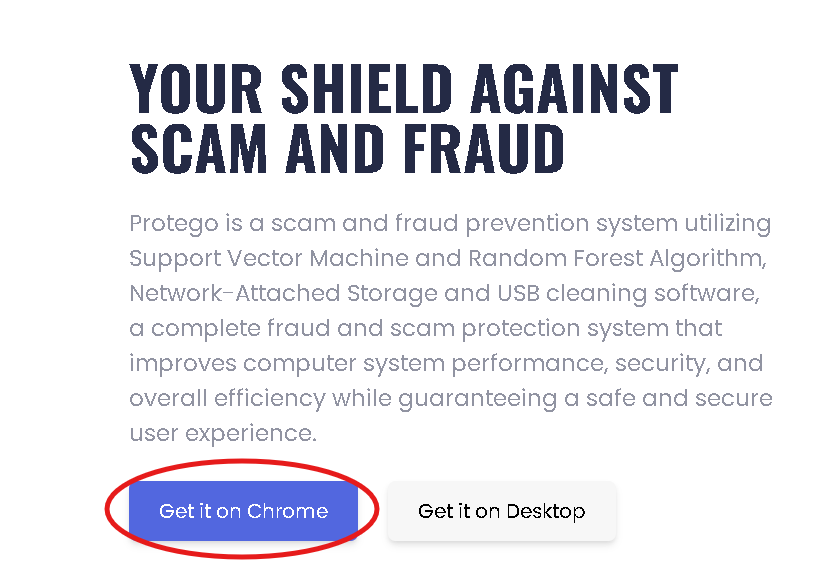 YOUR SHIELD AGAINST
SCAM AND FRAUD
Protego is a scam and fraud prevention system utilizing
Support Vector Machine and Random Forest Algorithm,
Network-Attached Storage and USB cleaning software,
a complete fraud and scam protection system that
improves computer system performance, security, and
overall efficiency while guaranteeing a safe and secure
user experience.
Get it on Chrome
Get it on Desktop